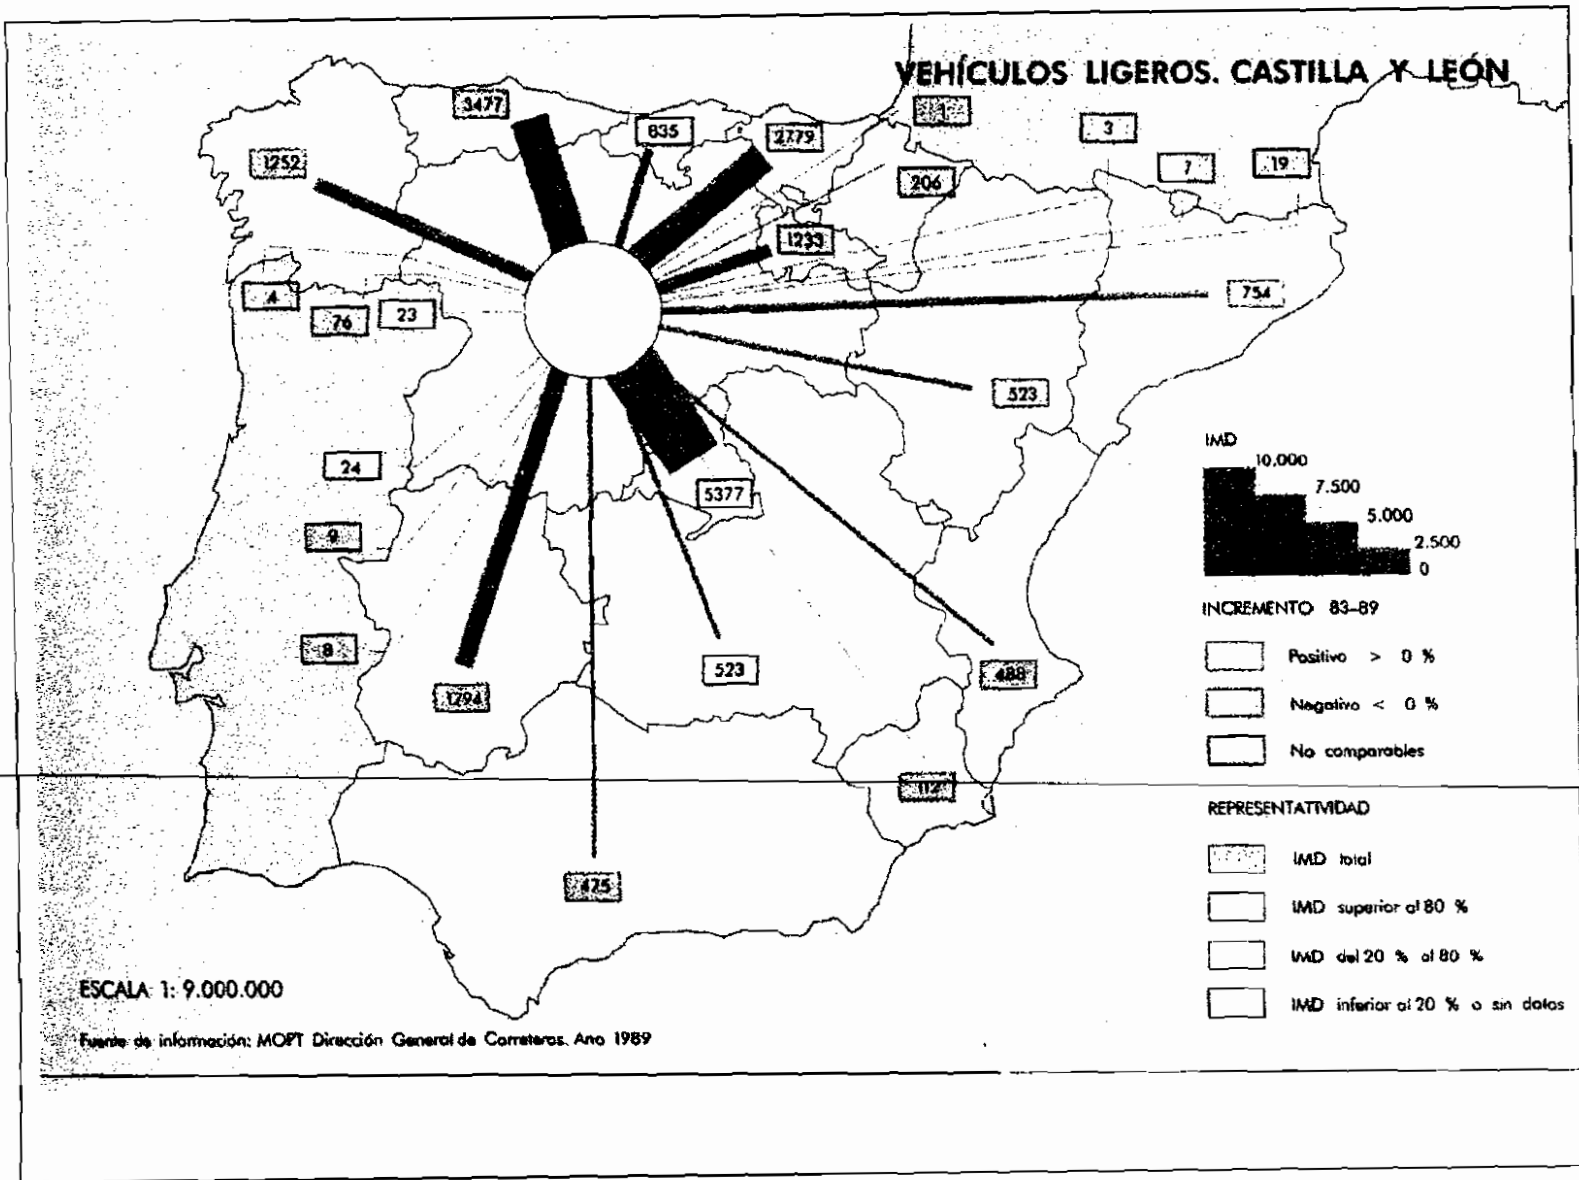 VEHÍCULOS LIGEROS. CASTILLA Y LEÓN
3477
835
2779
1
3
7
19
1252
206
1233
4
76
23
754
523
24
5377
9
8
1794
523
488
112
475
IMD
10.000
7.500
5.000
2.500
0
INCREMENTO 83-89
Positivo > 0 %
Negativo < 0 %
No comparables
REPRESENTATIVIDAD
IMD total
IMD superior al 80 %
IMD del 20 % al 80 %
IMD inferior al 20 % o sin datos
ESCALA 1: 9.000.000
Fuente de información: MOPT Dirección General de Carreteras. Ano 1989